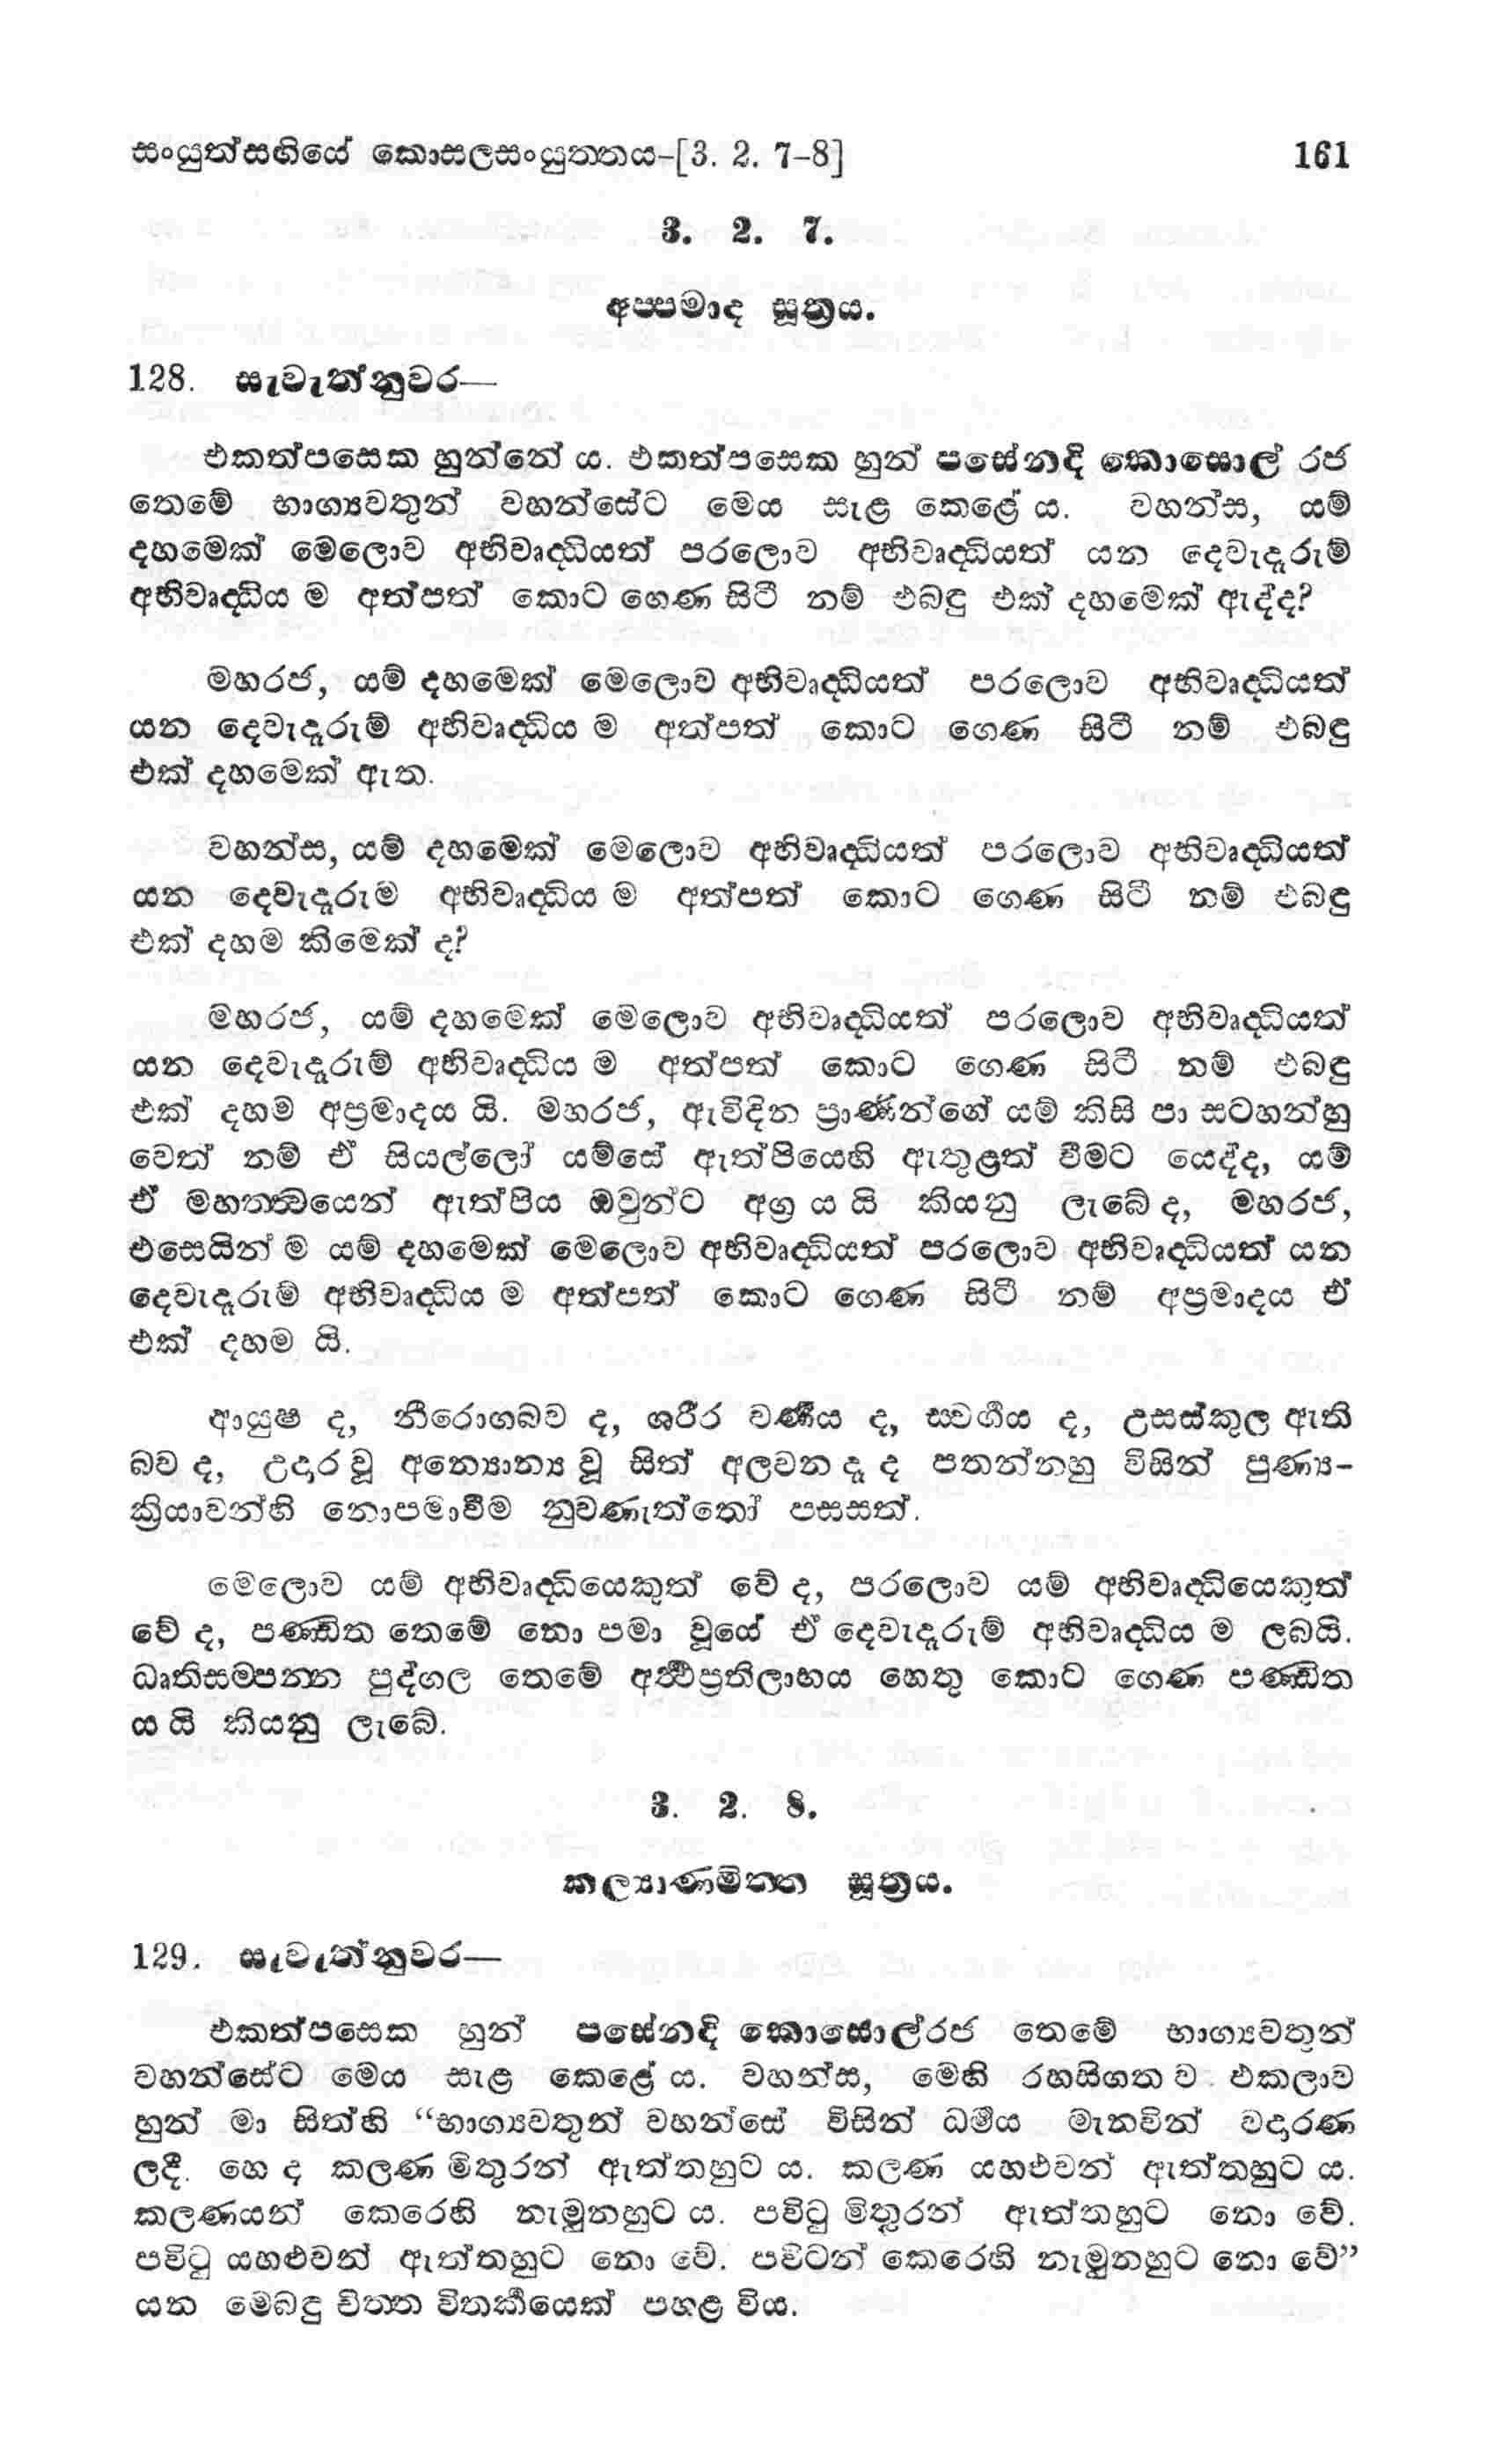 සංයුත්සඟියේ කොසලසංයුත්තය-[3. 2. 7-8] 161
3. 2. 7.
අප්පමාද සූත්‍රය.
128. සැවැත්නුවර—
එකත්පසෙක හුන්නේ ය. එකත්පසෙක හුන් පසේනදි කොසොල් රජ
තෙමේ භාග්‍යවතුන් වහන්සේට මෙය සැළ කෙළේ ය. වහන්ස, යම්
දහමෙක් මෙලොව අභිවෘද්ධියත් පරලොව අභිවෘද්ධියත් යන දෙවැදෑරුම්
අභිවෘද්ධිය ම අත්පත් කොට ගෙණ සිටී නම් එබඳු එක් දහමෙක් ඇද්ද?
මහරජ, යම් දහමෙක් මෙලොව අභිවෘද්ධියත් පරලොව අභිවෘද්ධියත්
යන දෙවැදෑරුම් අභිවෘද්ධිය ම අත්පත් කොට ගෙණ සිටී නම් එබඳු
එක් දහමෙක් ඇත.
වහන්ස, යම් දහමෙක් මෙලොව අභිවෘද්ධියත් පරලොව අභිවෘද්ධියත්
යන දෙවැදෑරුම අභිවෘද්ධිය ම අත්පත් කොට ගෙණ සිටී නම් එබඳු
එක් දහම කිමෙක් ද?
මහරජ, යම් දහමෙක් මෙලොව අභිවෘද්ධියත් පරලොව අභිවෘද්ධියත්
යන දෙවැදෑරුම් අභිවෘද්ධිය ම අත්පත් කොට ගෙණ සිටී නම් එබඳු
එක් දහම අප්‍රමාදය යි. මහරජ, ඇවිදින ප්‍රාණීන්ගේ යම් කිසි පා සටහන්හු
වෙත් නම් ඒ සියල්ලෝ යම්සේ ඇත්පියෙහි ඇතුළත් වීමට යෙද්ද, යම්
ඒ මහත්ත්වයෙන් ඇත්පිය ඔවුන්ට අග්‍ර ය යි කියනු ලැබේ ද, මහරජ,
එසෙයින් ම යම් දහමෙක් මෙලොව අභිවෘද්ධියත් පරලොව අභිවෘද්ධියත් යන
දෙවැදෑරුම් අභිවෘද්ධිය ම අත්පත් කොට ගෙණ සිටී නම් අප්‍රමාදය ඒ
එක් දහම යි.
ආයුෂ ද, නීරොගබව ද, ශරීර වර්ණය ද, ස්වර්ගය ද, උසස්කුල ඇති
බව ද, උදාර වූ අන්‍යොන්‍ය වූ සිත් අලවන දෑ ද පතන්නහු විසින් පුණ්‍ය-
ක්‍රියාවන්හි නොපමාවීම නුවණැත්තෝ පසසත්.
මෙලොව යම් අභිවෘද්ධියෙකුත් වේ ද, පරලොව යම් අභිවෘද්ධියෙකුත්
වේ ද, පණ්ඩිත තෙමේ නො පමා වූයේ ඒ දෙවැදෑරුම් අභිවෘද්ධිය ම ලබයි.
ධෘතිසම්පන්න පුද්ගල තෙමේ අර්ත්ථප්‍රතිලාභය හෙතු කොට ගෙණ පණ්ඩිත
ය යි කියනු ලැබේ.
3. 2. 8.
කල්‍යාණමිත්ත සූත්‍රය.
129. සැවැත්නුවර—
එකත්පසෙක හුන් පසේනදි කොසොල්රජ තෙමේ භාග්‍යවතුන්
වහන්සේට මෙය සැළ කෙළේ ය. වහන්ස, මෙහි රහසිගත ව එකලාව
හුන් මා සිත්හි “භාග්‍යවතුන් වහන්සේ විසින් ධර්මය මැනවින් වදාරණ
ලදී. හෙ ද කලණ මිතුරන් ඇත්තහුට ය. කලණ යහළුවන් ඇත්තහුට ය.
කලණයන් කෙරෙහි නැමුනහුට ය. පවිටු මිතුරන් ඇත්තහුට නො වේ.
පවිටු යහළුවන් ඇත්තහුට නො වේ. පවිටන් කෙරෙහි නැමුනහුට නො වේ”
යන මෙබඳු චිත්ත විතර්කයෙක් පහළ විය.